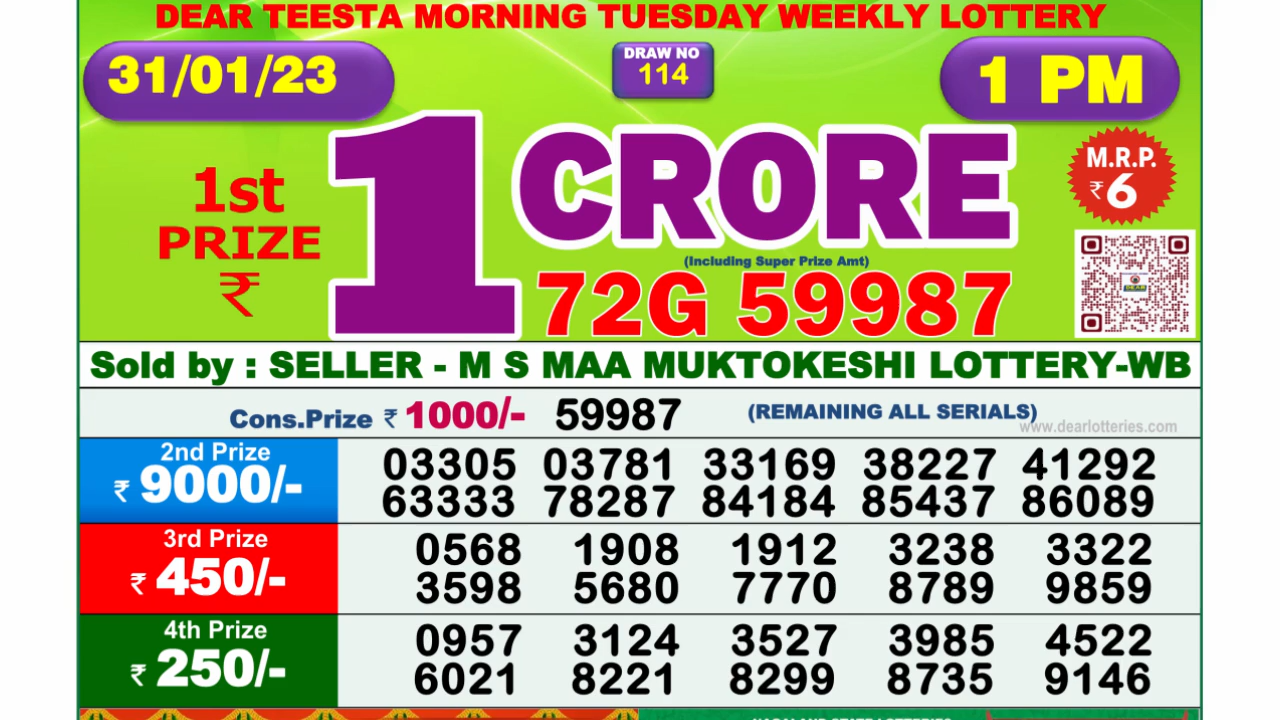 DEAR TEESTA MORNING TUESDAY WEEKLY LOTTERY
31/01/23
DRAW NO
114
1 PM
1st
PRIZE
₹
1 CRORE
(Including Super Prize Amt)
72G 59987
M.R.P.
₹ 6
Sold by : SELLER - M S MAA MUKTOKESHI LOTTERY-WB
Cons.Prize ₹ 1000/- 59987 (REMAINING ALL SERIALS)
www.dearlotteries.com
2nd Prize
₹ 9000/-
03305 03781 33169 38227 41292
63333 78287 84184 85437 86089
3rd Prize
₹ 450/-
0568 1908 1912 3238 3322
3598 5680 7770 8789 9859
4th Prize
₹ 250/-
0957 3124 3527 3985 4522
6021 8221 8299 8735 9146